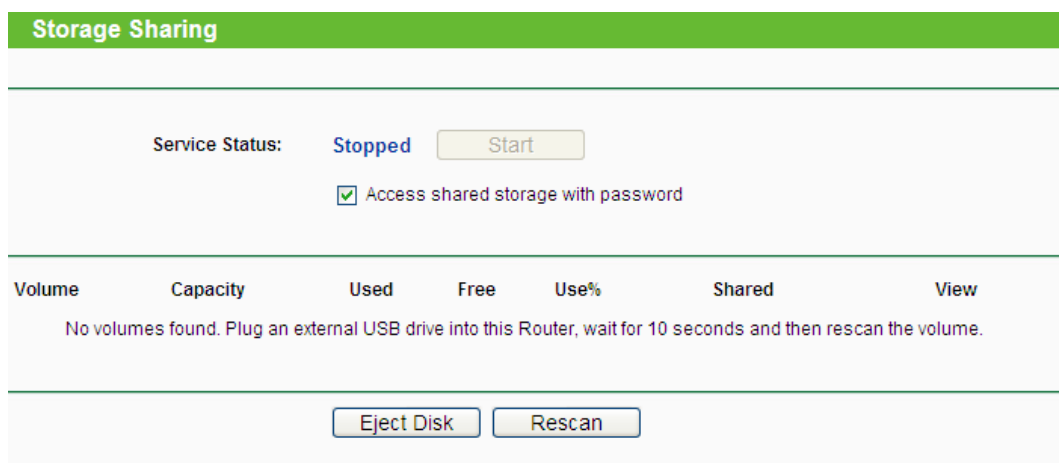 Storage Sharing
Service Status: Stopped Start
Access shared storage with password
Volume Capacity Used Free Use% Shared View
No volumes found. Plug an external USB drive into this Router, wait for 10 seconds and then rescan the volume.
Eject Disk Rescan